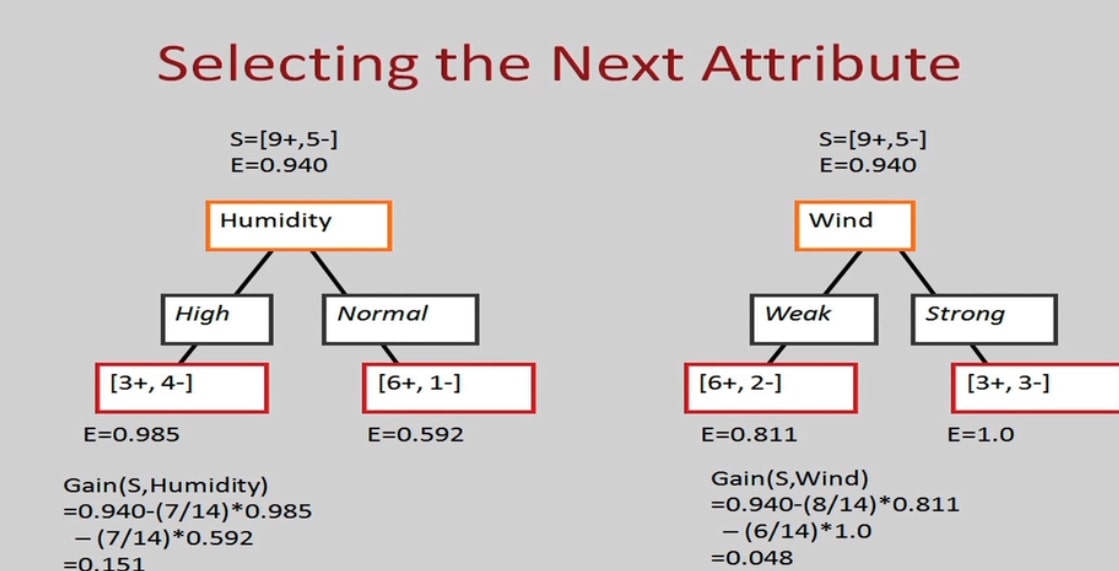 Selecting the Next Attribute
S=[9+,5-]
E=0.940
Humidity
High
Normal
[3+, 4-]
[6+, 1-]
E=0.985
E=0.592
Gain(S,Humidity)
=0.940-(7/14)*0.985
– (7/14)*0.592
=0.151
S=[9+,5-]
E=0.940
Wind
Weak
Strong
[6+, 2-]
[3+, 3-]
E=0.811
E=1.0
Gain(S,Wind)
=0.940-(8/14)*0.811
– (6/14)*1.0
=0.048